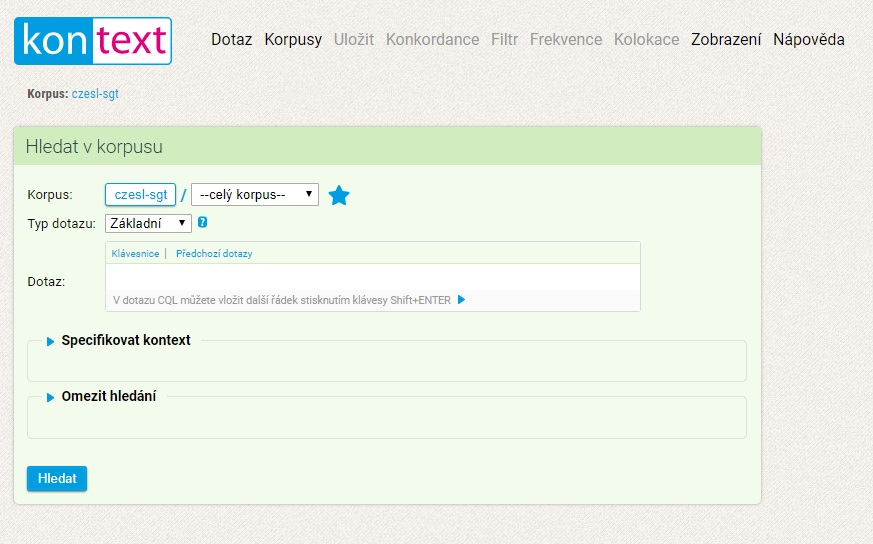 kontext
Dotaz Korpusy Uložit Konkordance Filtr Frekvence Kolokace Zobrazení Nápověda
Korpus: czesl-sgt
Hledat v korpusu
Korpus: czesl-sgt / --celý korpus--
Typ dotazu: Základní ?
Klávesnice | Předchozí dotazy
Dotaz:
V dotazu CQL můžete vložit další řádek stisknutím klávesy Shift+ENTER
Specifikovat kontext
Omezit hledání
Hledat